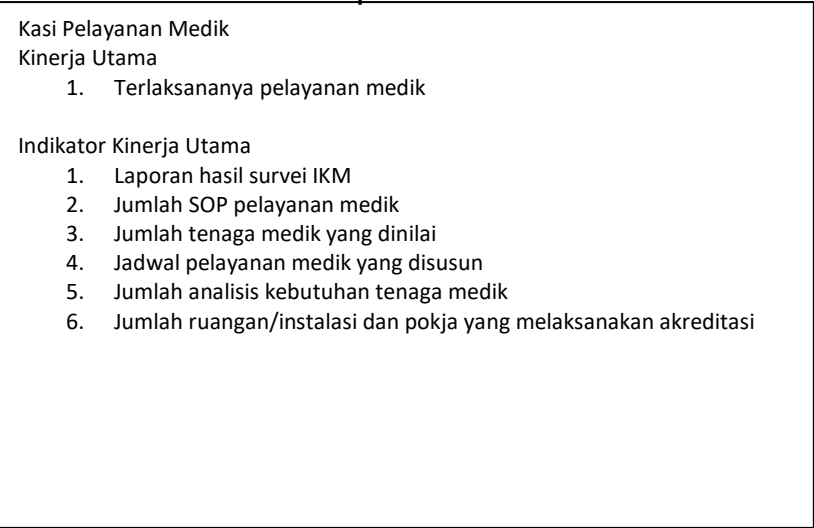 Kasi Pelayanan Medik
Kinerja Utama
1. Terlaksananya pelayanan medik
Indikator Kinerja Utama
1. Laporan hasil survei IKM
2. Jumlah SOP pelayanan medik
3. Jumlah tenaga medik yang dinilai
4. Jadwal pelayanan medik yang disusun
5. Jumlah analisis kebutuhan tenaga medik
6. Jumlah ruangan/instalasi dan pokja yang melaksanakan akreditasi